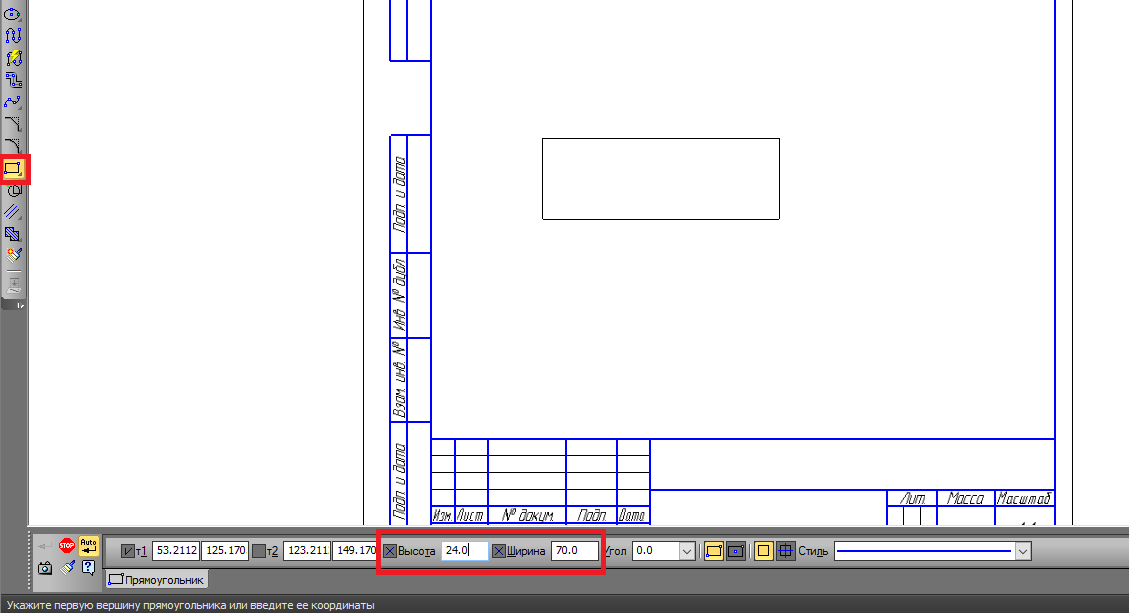 Подп. и дата
Инв. № дубл.
Взам. инв. №
Подп. и дата
Лит. Масса Масштаб
Изм. Лист № докум. Подп. Дата
STOP Auto т1 53.2112 125.170 т2 123.211 149.170 Высота 24.0 Ширина 70.0 Угол 0.0 Стиль
Прямоугольник
Укажите первую вершину прямоугольника или введите ее координаты